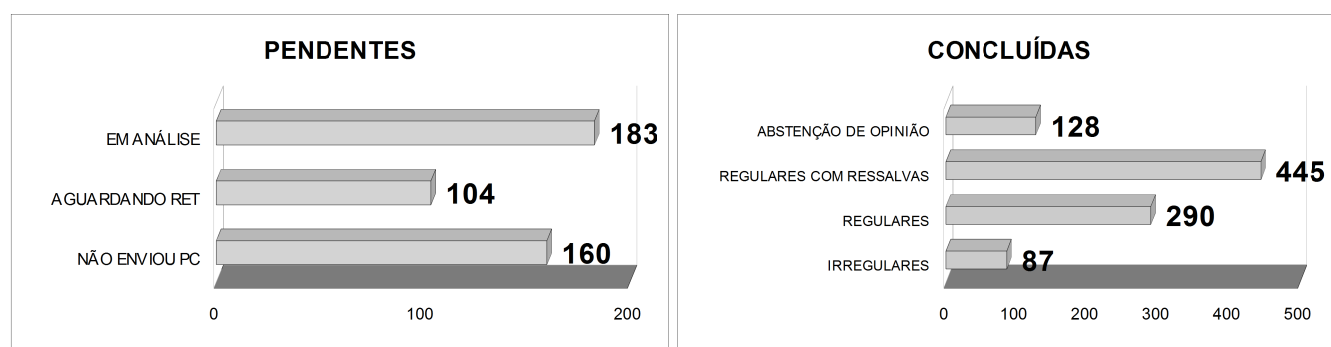 PENDENTES
EM ANÁLISE
183
AGUARDANDO RET
104
NÃO ENVIOU PC
160
0 100 200
CONCLUÍDAS
ABSTENÇÃO DE OPINIÃO
128
REGULARES COM RESSALVAS
445
REGULARES
290
IRREGULARES
87
0 100 200 300 400 500